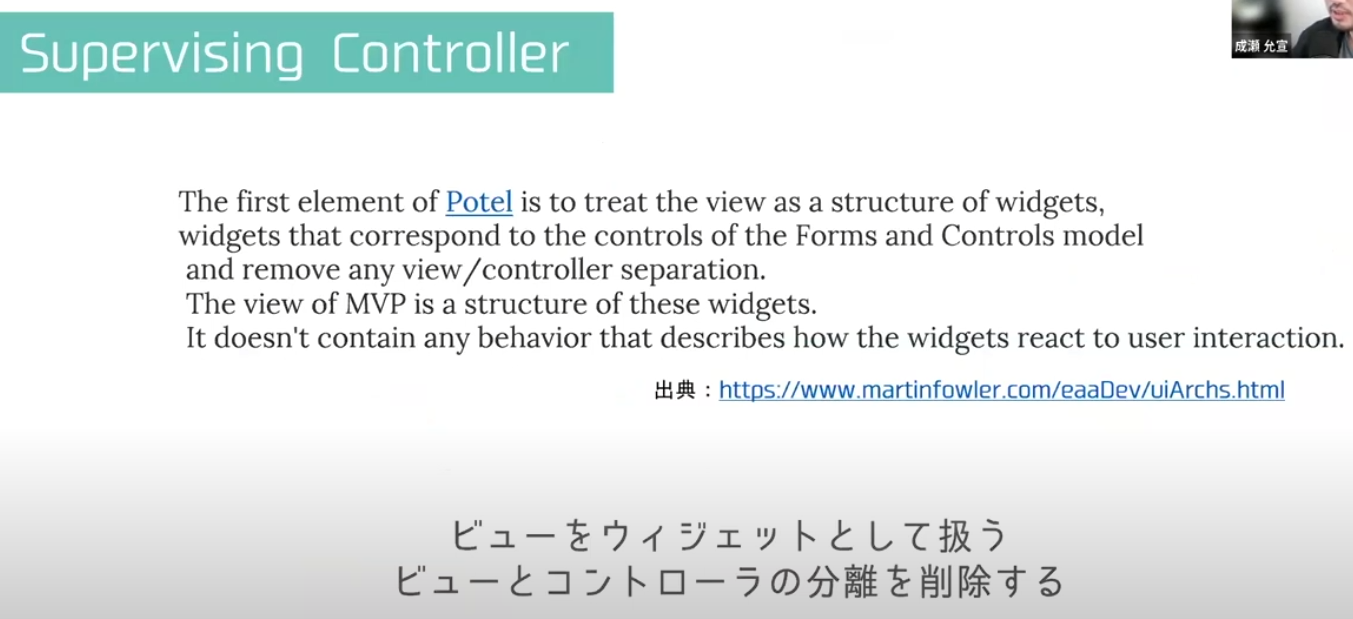 Supervising Controller
成瀬 允宣
The first element of Potel is to treat the view as a structure of widgets,
widgets that correspond to the controls of the Forms and Controls model
and remove any view/controller separation.
The view of MVP is a structure of these widgets.
It doesn't contain any behavior that describes how the widgets react to user interaction.
出典：https://www.martinfowler.com/eaaDev/uiArchs.html
ビューをウィジェットとして扱う
ビューとコントローラの分離を削除する